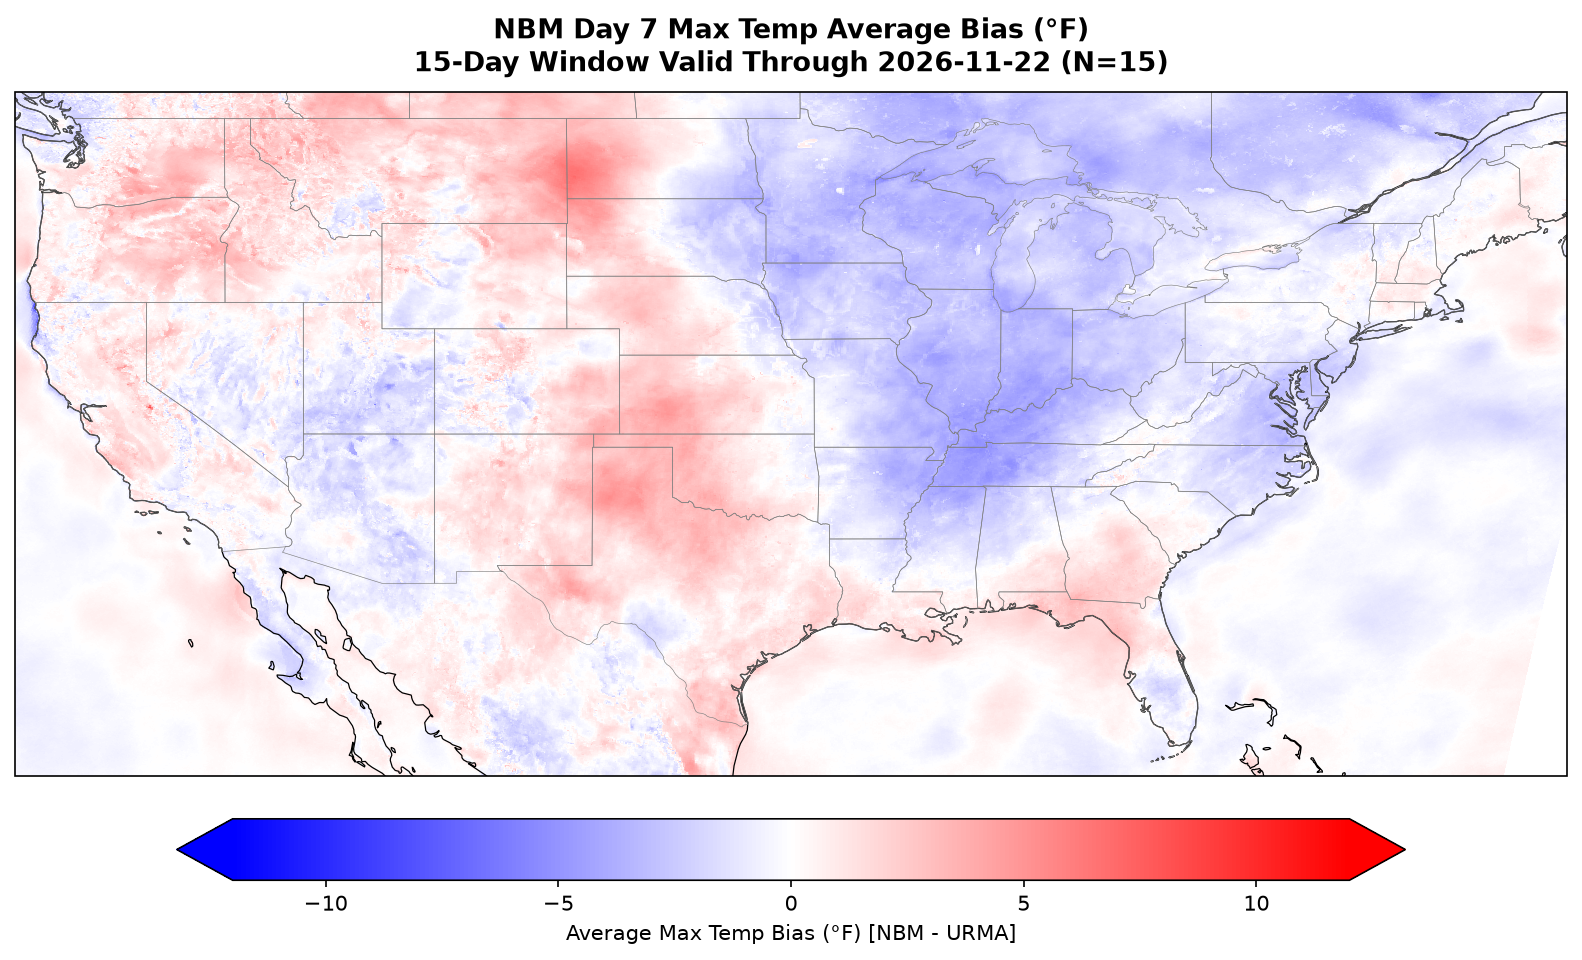 NBM Day 7 Max Temp Average Bias (°F)
15-Day Window Valid Through 2026-11-22 (N=15)
−10 −5 0 5 10
Average Max Temp Bias (°F) [NBM - URMA]